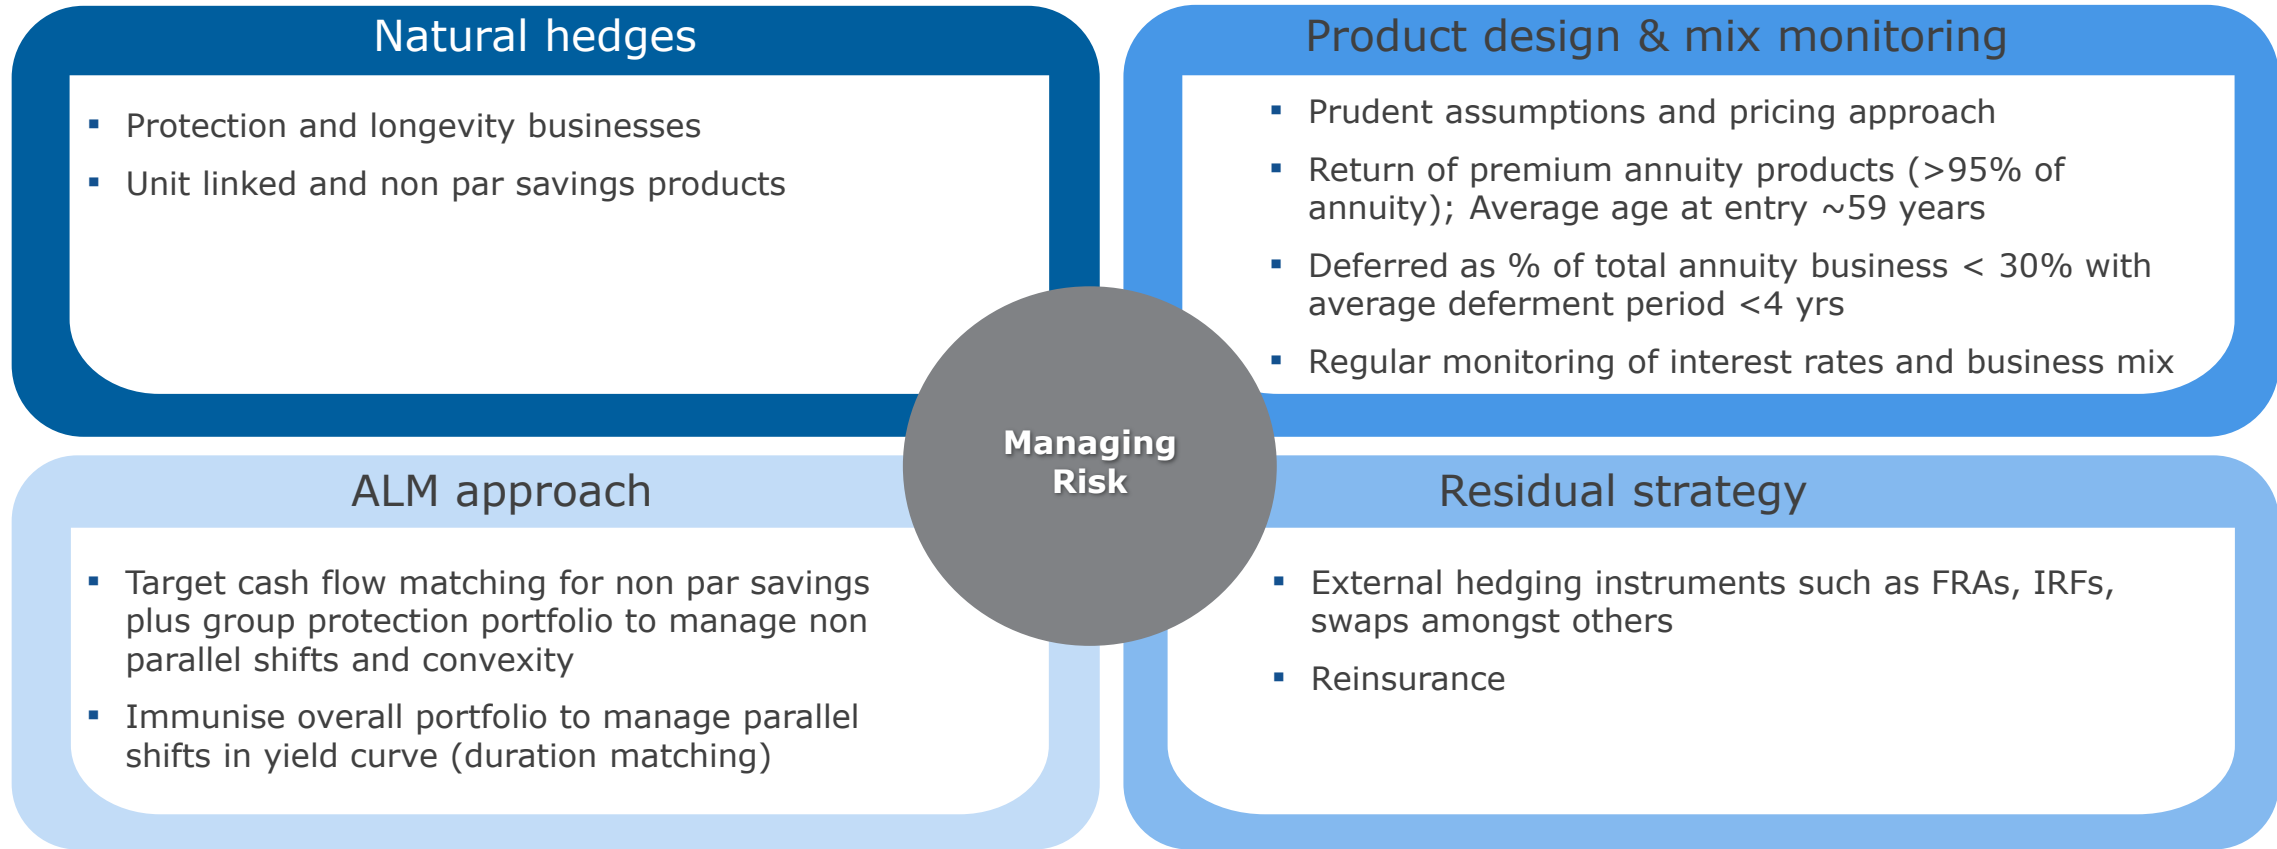 Natural hedges
▪ Protection and longevity businesses
▪ Unit linked and non par savings products
Product design & mix monitoring
▪ Prudent assumptions and pricing approach
▪ Return of premium annuity products (>95% of
annuity); Average age at entry ~59 years
▪ Deferred as % of total annuity business < 30% with
average deferment period <4 yrs
▪ Regular monitoring of interest rates and business mix
Managing
Risk
ALM approach
▪ Target cash flow matching for non par savings
plus group protection portfolio to manage non
parallel shifts and convexity
▪ Immunise overall portfolio to manage parallel
shifts in yield curve (duration matching)
Residual strategy
▪ External hedging instruments such as FRAs, IRFs,
swaps amongst others
▪ Reinsurance